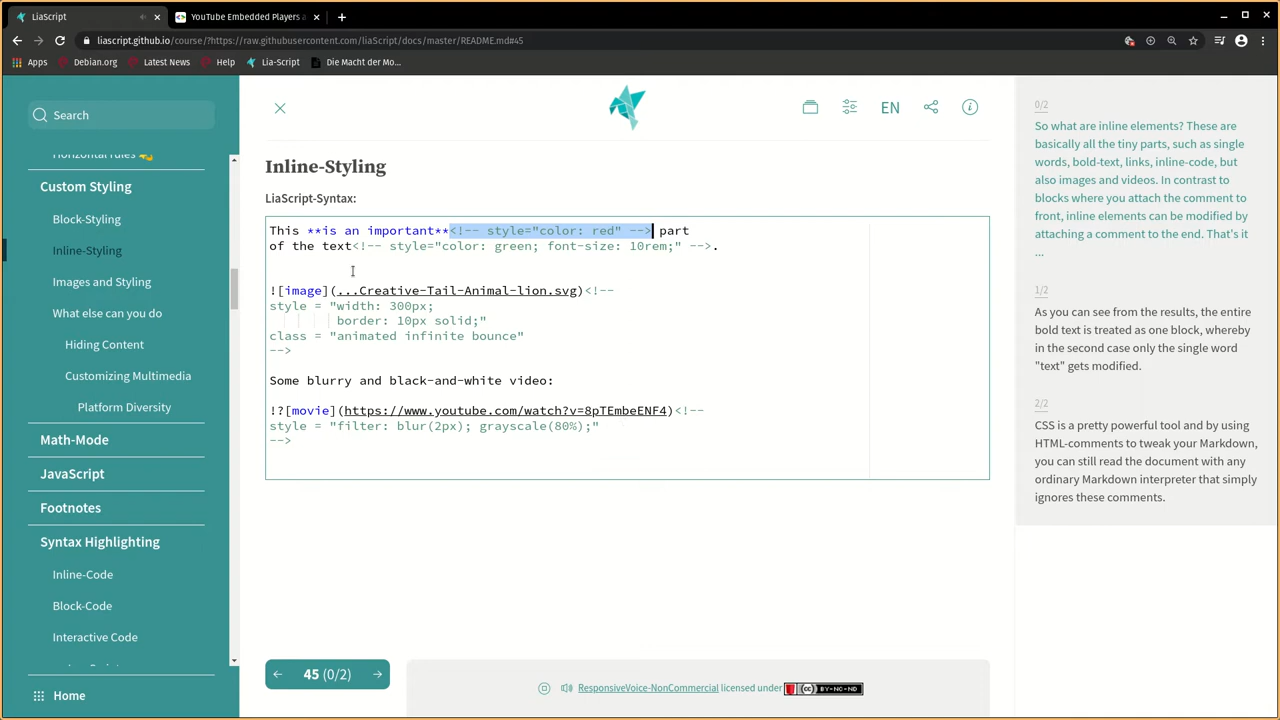 LiaScript
YouTube Embedded Players a
liascript.github.io/course/?https://raw.githubusercontent.com/liaScript/docs/master/README.md#45
Apps
Debian.org
Latest News
Help
Lia-Script
Die Macht der Mo...
Search
Horizontal rules
Custom Styling
Block-Styling
Inline-Styling
Images and Styling
What else can you do
Hiding Content
Customizing Multimedia
Platform Diversity
Math-Mode
JavaScript
Footnotes
Syntax Highlighting
Inline-Code
Block-Code
Interactive Code
Home
EN
Inline-Styling
LiaScript-Syntax:
This **is an important**<!-- style="color: red" --> part
of the text<!-- style="color: green; font-size: 10rem;" -->.
![image](...Creative-Tail-Animal-lion.svg)<!--
style = "width: 300px;
border: 10px solid;"
class = "animated infinite bounce"
-->
Some blurry and black-and-white video:
!?[movie](https://www.youtube.com/watch?v=8pTEmbeENF4)<!--
style = "filter: blur(2px); grayscale(80%);"
-->
45 (0/2)
ResponsiveVoice-NonCommercial licensed under
CC BY-NC-ND
0/2
So what are inline elements? These are
basically all the tiny parts, such as single
words, bold-text, links, inline-code, but
also images and videos. In contrast to
blocks where you attach the comment to
front, inline elements can be modified by
attaching a comment to the end. That's it
...
1/2
As you can see from the results, the entire
bold text is treated as one block, whereby
in the second case only the single word
"text" gets modified.
2/2
CSS is a pretty powerful tool and by using
HTML-comments to tweak your Markdown,
you can still read the document with any
ordinary Markdown interpreter that simply
ignores these comments.